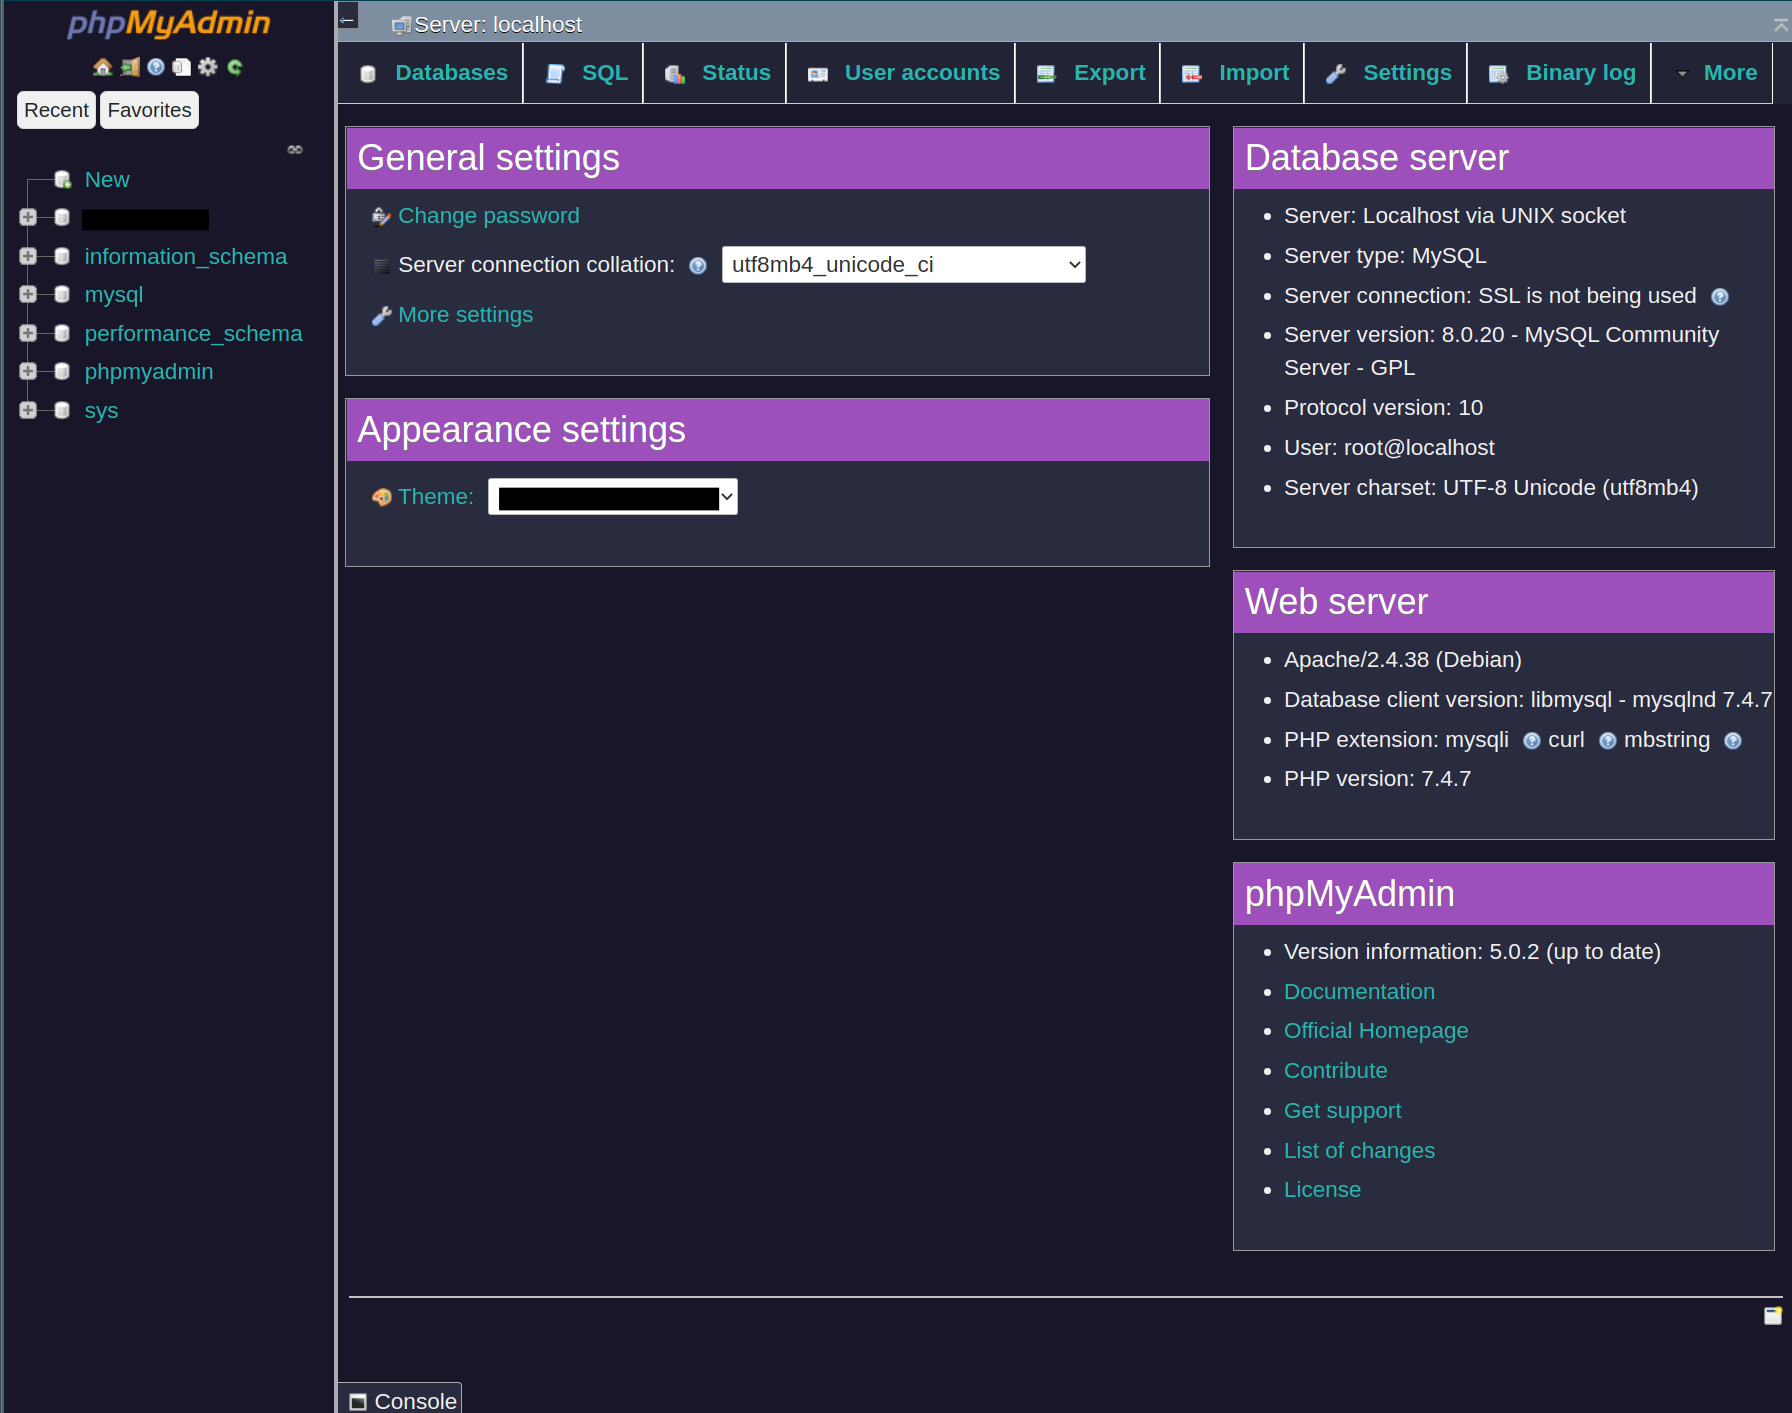 phpMyAdmin
Recent
Favorites
New
information_schema
mysql
performance_schema
phpmyadmin
sys
Server: localhost
Databases
SQL
Status
User accounts
Export
Import
Settings
Binary log
More
General settings
Change password
Server connection collation:
utf8mb4_unicode_ci
More settings
Appearance settings
Theme:
Database server
Server: Localhost via UNIX socket
Server type: MySQL
Server connection: SSL is not being used
Server version: 8.0.20 - MySQL Community
Server - GPL
Protocol version: 10
User: root@localhost
Server charset: UTF-8 Unicode (utf8mb4)
Web server
Apache/2.4.38 (Debian)
Database client version: libmysql - mysqlnd 7.4.7
PHP extension: mysqli curl mbstring
PHP version: 7.4.7
phpMyAdmin
Version information: 5.0.2 (up to date)
Documentation
Official Homepage
Contribute
Get support
List of changes
License
Console